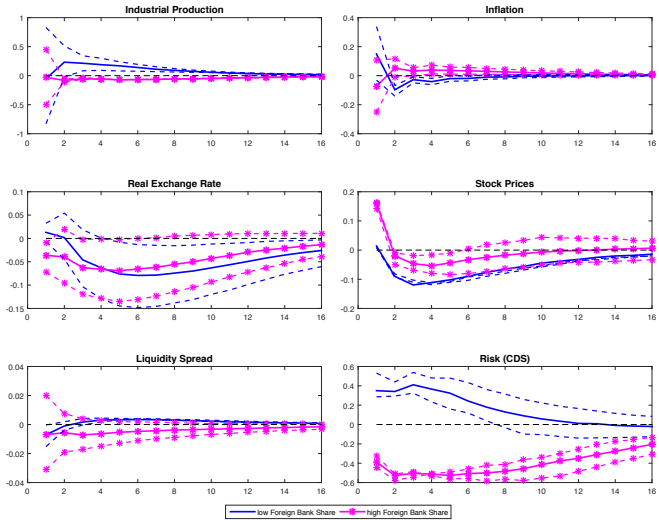 Industrial Production
1
0.5
0
-0.5
-1
0 2 4 6 8 10 12 14 16
Inflation
0.4
0.2
0
-0.2
-0.4
0 2 4 6 8 10 12 14 16
Real Exchange Rate
0.1
0.05
0
-0.05
-0.1
-0.15
0 2 4 6 8 10 12 14 16
Stock Prices
0.2
0.1
0
-0.1
-0.2
0 2 4 6 8 10 12 14 16
Liquidity Spread
0.04
0.02
0
-0.02
-0.04
0 2 4 6 8 10 12 14 16
Risk (CDS)
0.6
0.4
0.2
0
-0.2
-0.4
-0.6
0 2 4 6 8 10 12 14 16
low Foreign Bank Share high Foreign Bank Share